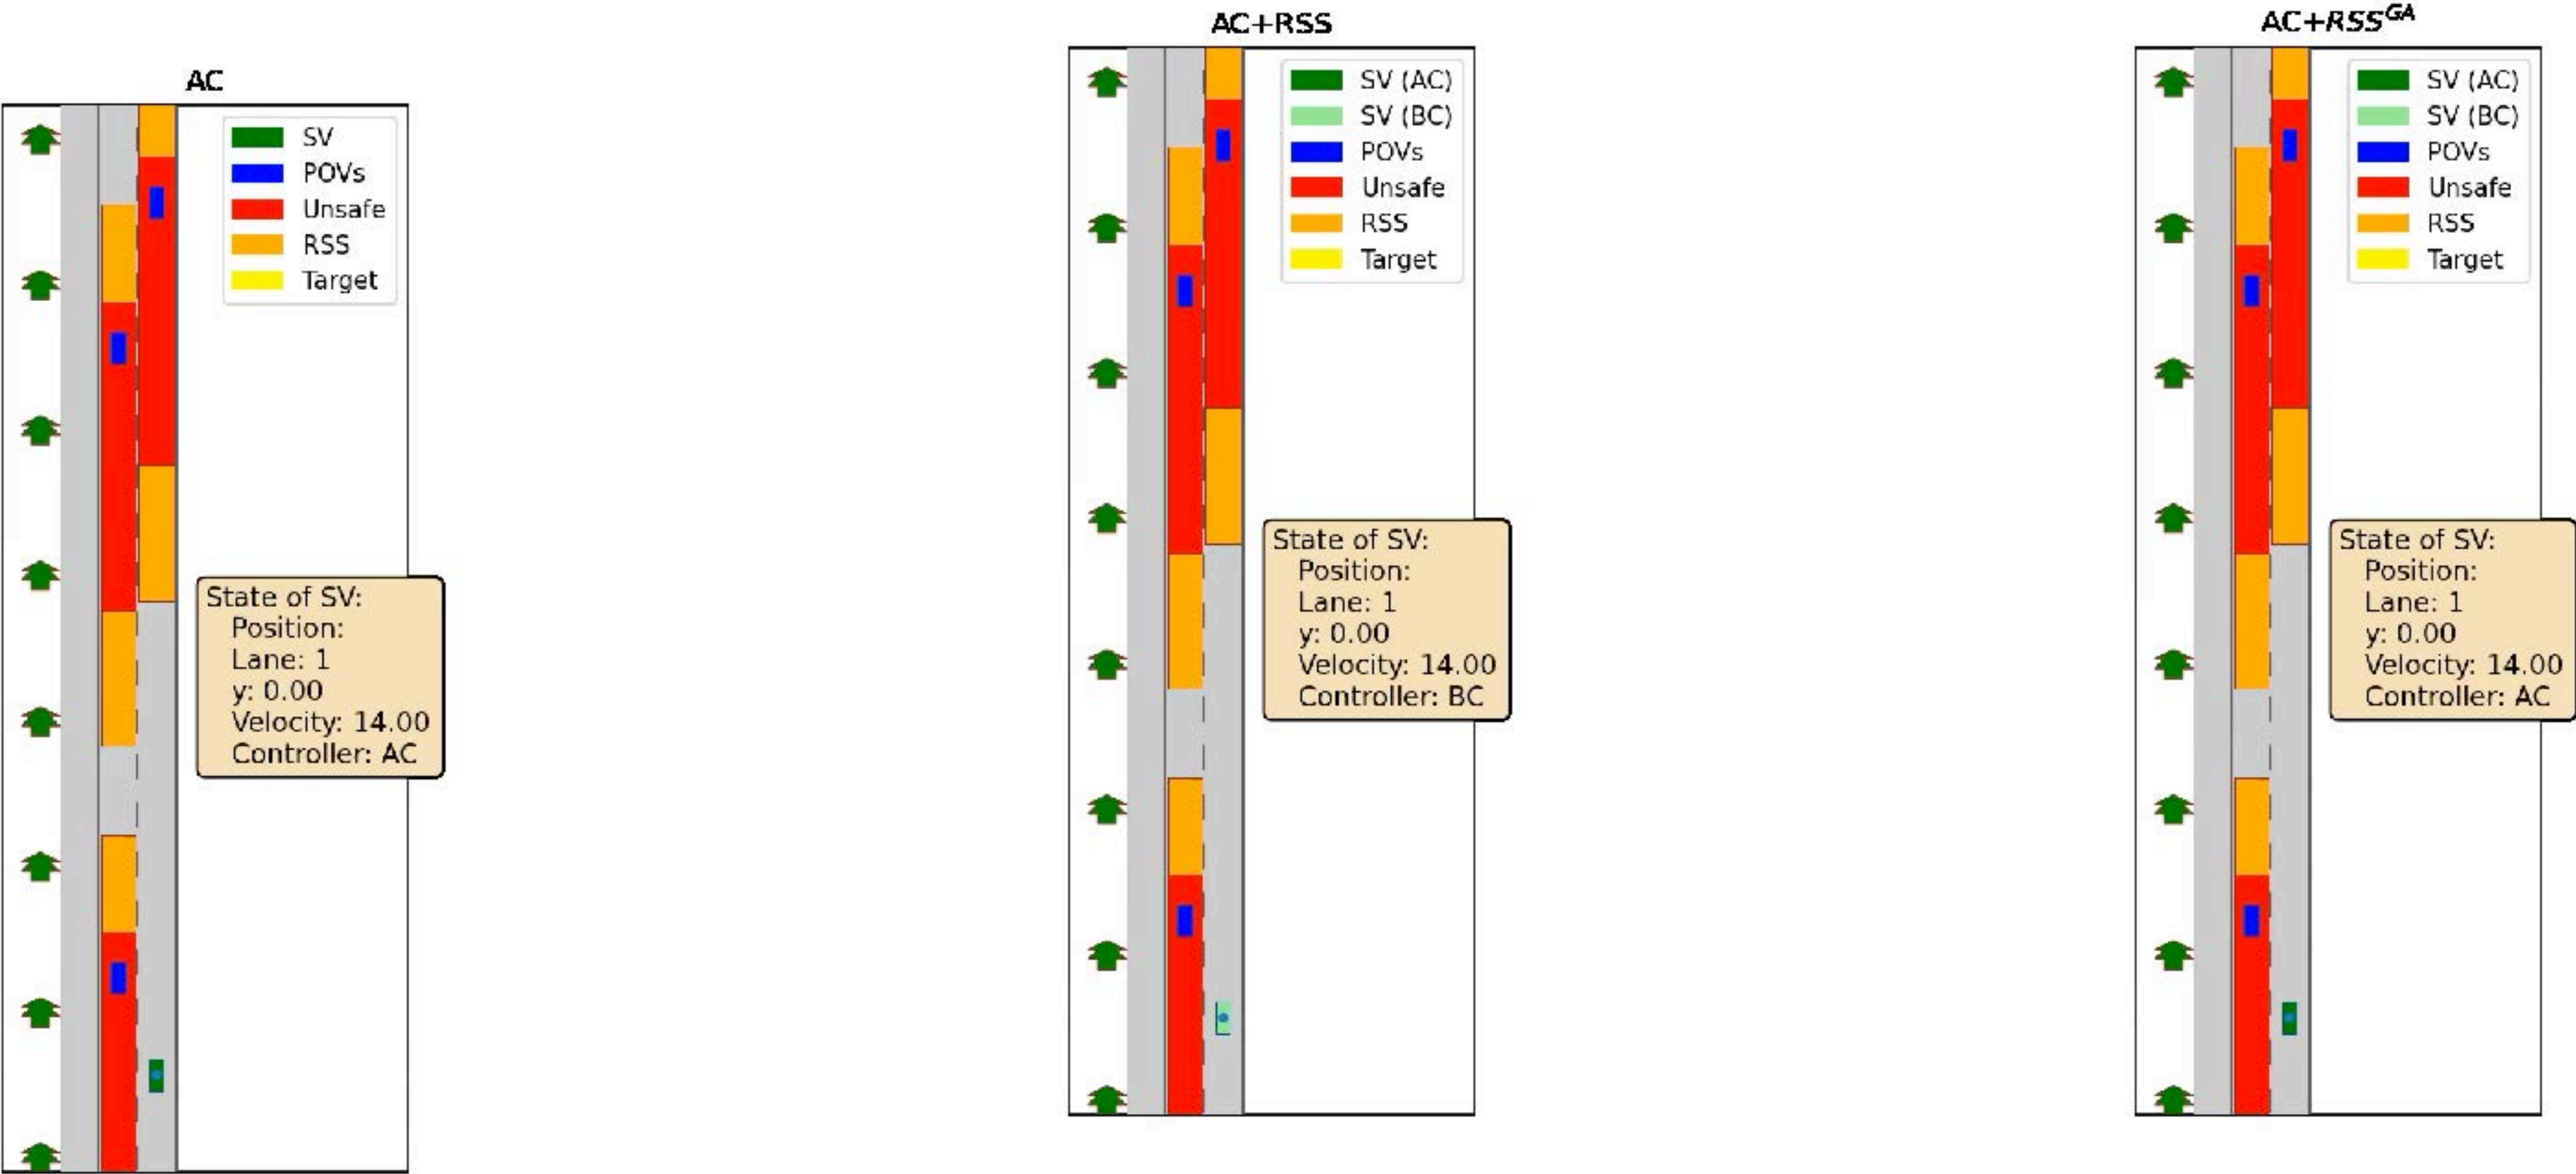 AC
SV
POVs
Unsafe
RSS
Target
State of SV:
Position:
Lane: 1
y: 0.00
Velocity: 14.00
Controller: AC
AC+RSS
SV (AC)
SV (BC)
POVs
Unsafe
RSS
Target
State of SV:
Position:
Lane: 1
y: 0.00
Velocity: 14.00
Controller: BC
AC+RSS^GA
SV (AC)
SV (BC)
POVs
Unsafe
RSS
Target
State of SV:
Position:
Lane: 1
y: 0.00
Velocity: 14.00
Controller: AC